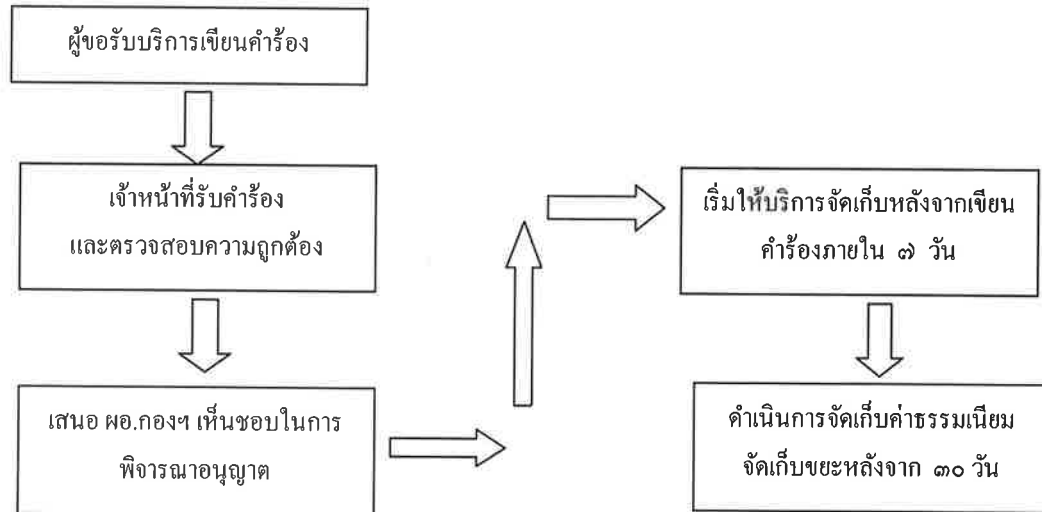 ผู้ขอรับบริการเขียนคำร้อง
เจ้าหน้าที่รับคำร้อง
และตรวจสอบความถูกต้อง
เสนอ ผอ.กองฯ เห็นชอบในการ
พิจารณาอนุญาต
เริ่มให้บริการจัดเก็บหลังจากเขียน
คำร้องภายใน ๗ วัน
ดำเนินการจัดเก็บค่าธรรมเนียม
จัดเก็บขยะหลังจาก ๓๐ วัน